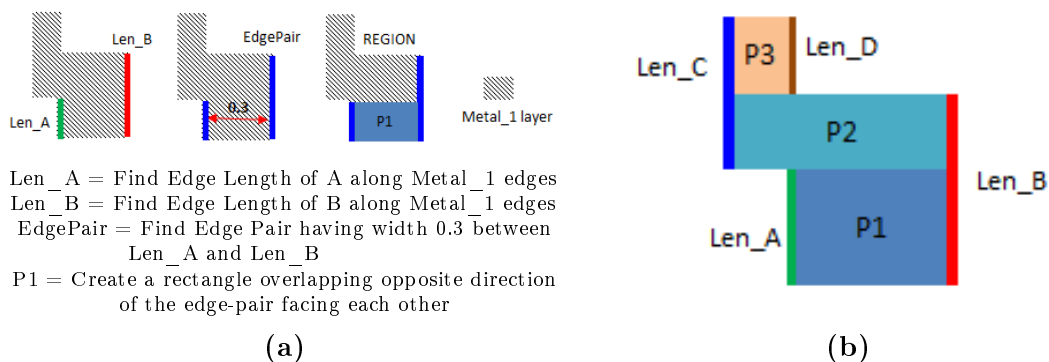 Len_B
EdgePair
REGION
Len_A
0.3
P1
Metal_1 layer
Len_A = Find Edge Length of A along Metal_1 edges
Len_B = Find Edge Length of B along Metal_1 edges
EdgePair = Find Edge Pair having width 0.3 between
Len_A and Len_B
P1 = Create a rectangle overlapping opposite direction
of the edge-pair facing each other
(a)
P3
Len_D
Len_C
P2
Len_B
Len_A
P1
(b)